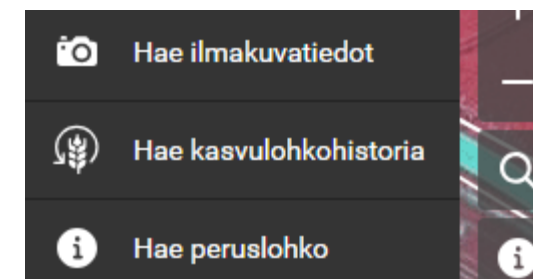 Hae ilmakuvatiedot
Hae kasvulohkohistoria
Hae peruslohko